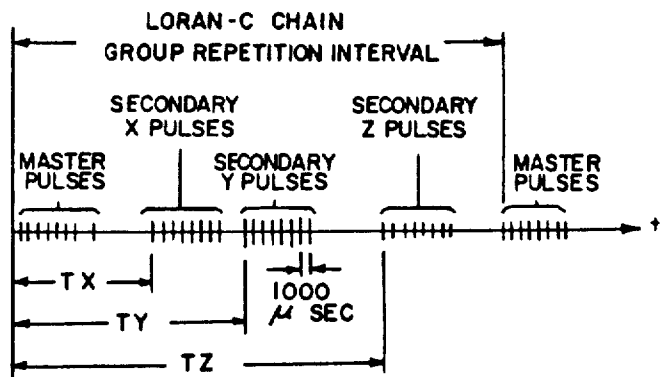 LORAN-C CHAIN
GROUP REPETITION INTERVAL
SECONDARY
X PULSES
SECONDARY
Z PULSES
MASTER
PULSES
SECONDARY
Y PULSES
MASTER
PULSES
t
TX
1000
μ SEC
TY
TZ